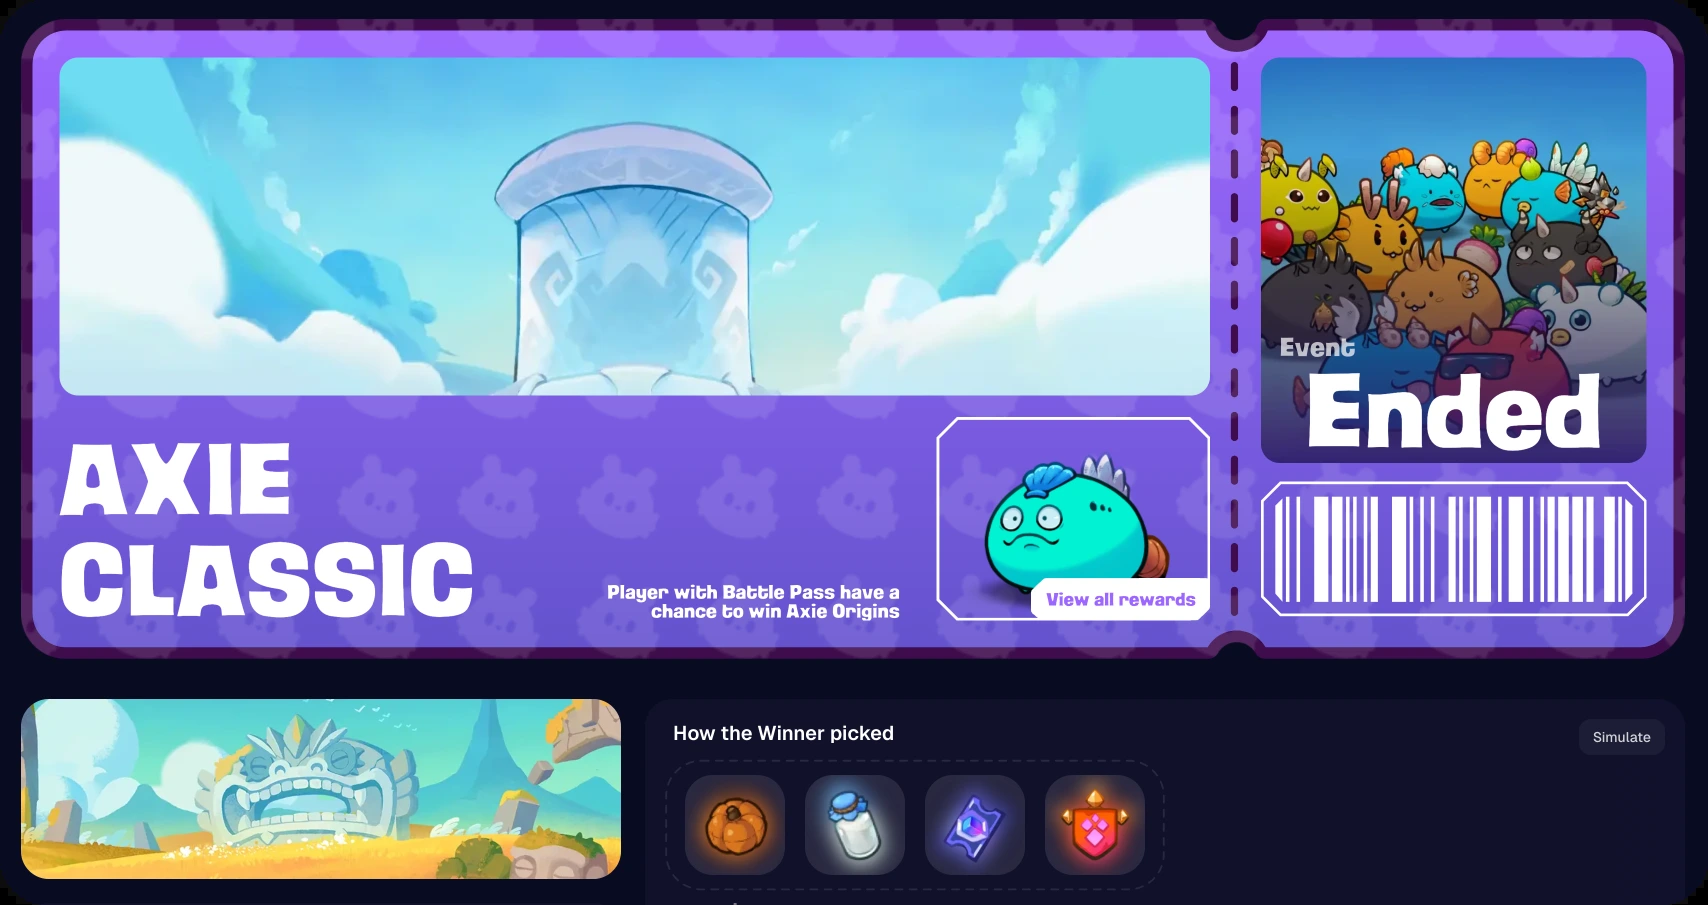 AXIE
CLASSIC
Player with Battle Pass have a
chance to win Axie Origins
View all rewards
Event
Ended
How the Winner picked
Simulate